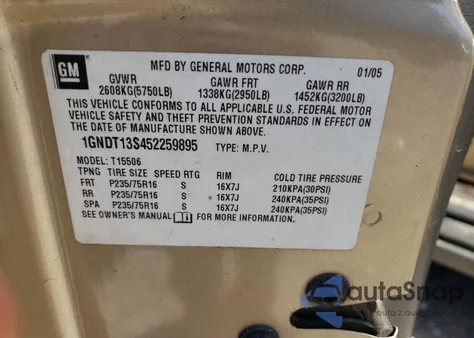 GM
MFD BY GENERAL MOTORS CORP. 01/05
GVWR GAWR FRT GAWR RR
2608KG(5750LB) 1338KG(2950LB) 1452KG(3200LB)
THIS VEHICLE CONFORMS TO ALL APPLICABLE U.S. FEDERAL MOTOR
VEHICLE SAFETY AND THEFT PREVENTION STANDARDS IN EFFECT ON
THE DATE OF MANUFACTURE SHOWN ABOVE.
1GNDT13S452259895 TYPE: M.P.V.
MODEL: T15506
TPNG TIRE SIZE SPEED RTG RIM COLD TIRE PRESSURE
FRT P235/75R16 S 16X7J 210KPA(30PSI)
RR P235/75R16 S 16X7J 240KPA(35PSI)
SPA P235/75R16 S 16X7J 240KPA(35PSI)
SEE OWNER'S MANUAL FOR MORE INFORMATION.
autaSnap